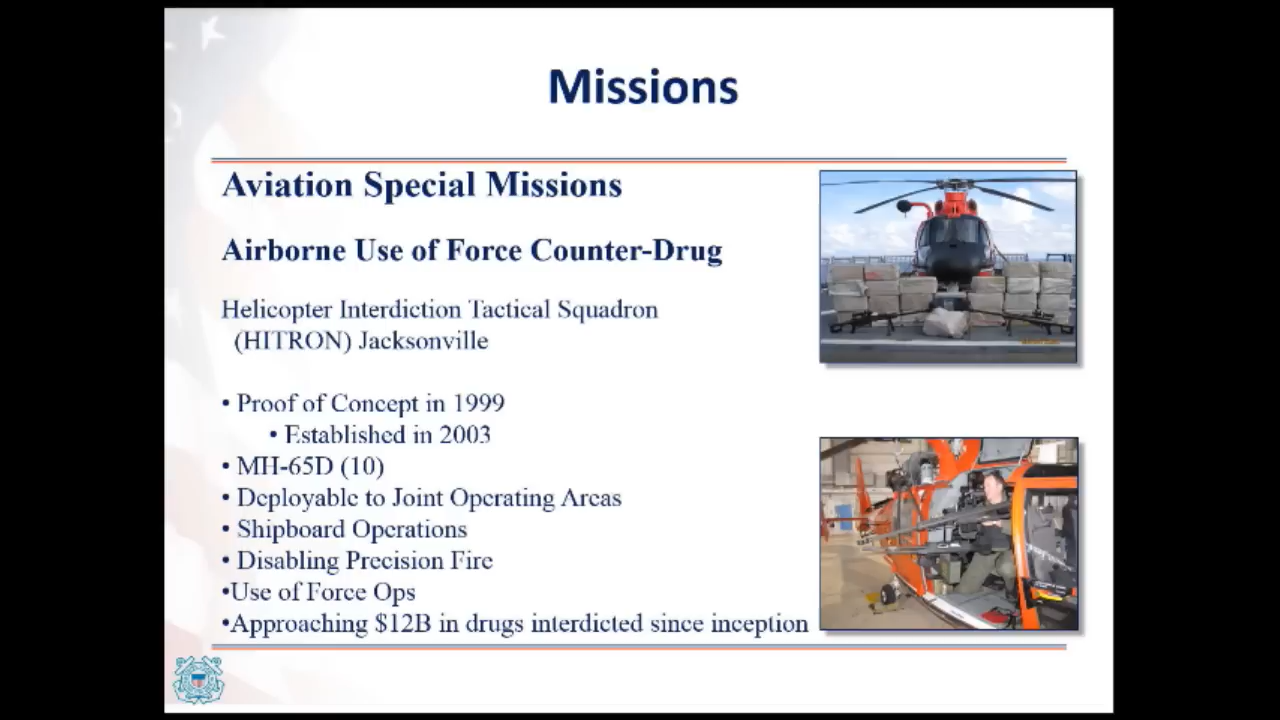 Missions
Aviation Special Missions
Airborne Use of Force Counter-Drug
Helicopter Interdiction Tactical Squadron
(HITRON) Jacksonville
• Proof of Concept in 1999
• Established in 2003
• MH-65D (10)
• Deployable to Joint Operating Areas
• Shipboard Operations
• Disabling Precision Fire
•Use of Force Ops
•Approaching $12B in drugs interdicted since inception